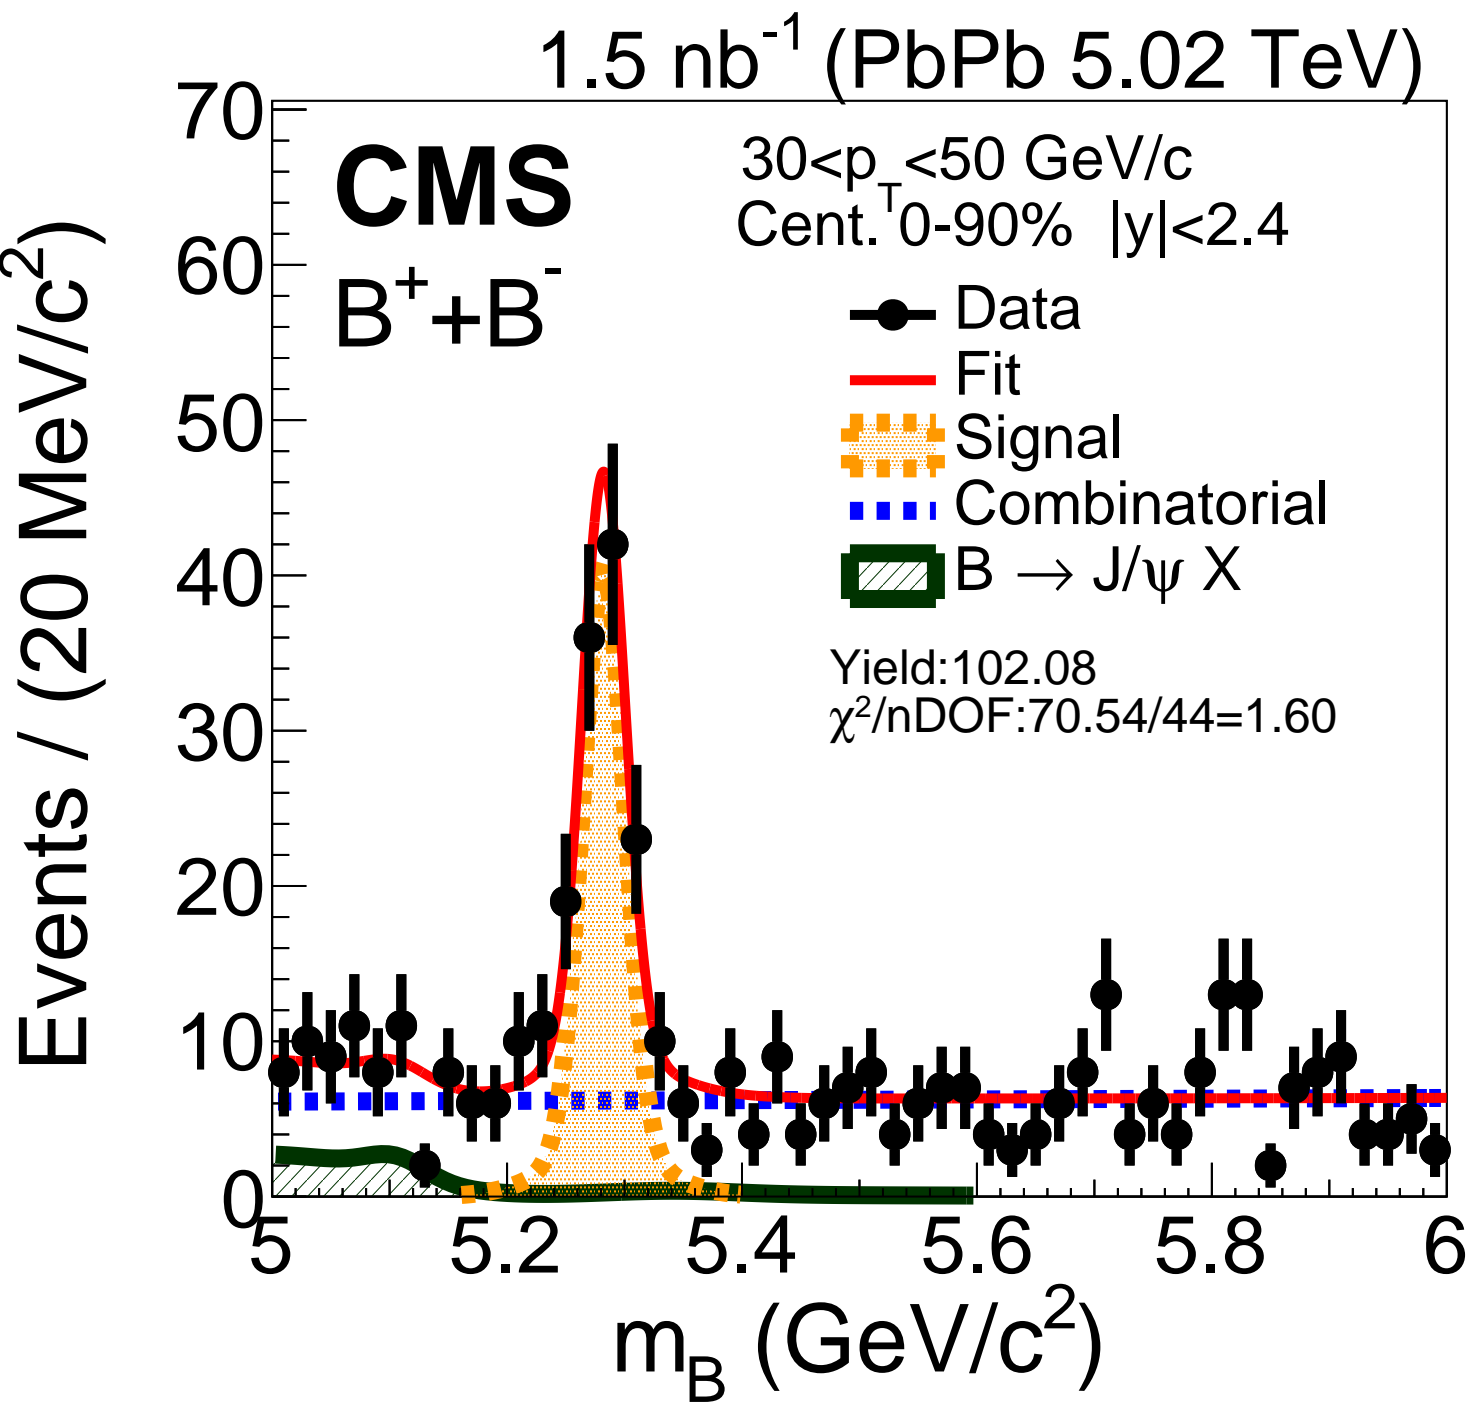 1.5 nb⁻¹ (PbPb 5.02 TeV)
CMS
B⁺+B⁻
30<p_T<50 GeV/c
Cent. 0-90% |y|<2.4
Data
Fit
Signal
Combinatorial
B → J/ψ X
Yield:102.08
χ²/nDOF:70.54/44=1.60
Events / (20 MeV/c²)
70
60
50
40
30
20
10
0
5 5.2 5.4 5.6 5.8 6
m_B (GeV/c²)